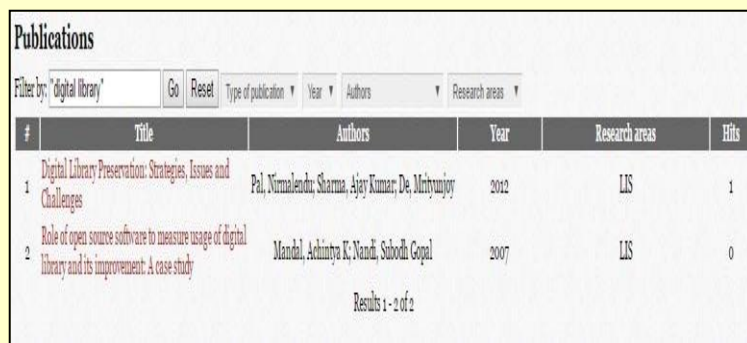 Publications
Filter by: "digital library" Go Reset Type of publication Year Authors Research areas
# Title Authors Year Research areas Hits
1 Digital Library Preservation: Strategies, Issues and Challenges Pal, Nirmalendu; Sharma, Ajay Kumar; De, Mrityunjoy 2012 LIS 1
2 Role of open source software to measure usage of digital library and its improvement: A case study Mandal, Achintya K; Nandi, Subodh Gopal 2007 LIS 0
Results 1 - 2 of 2